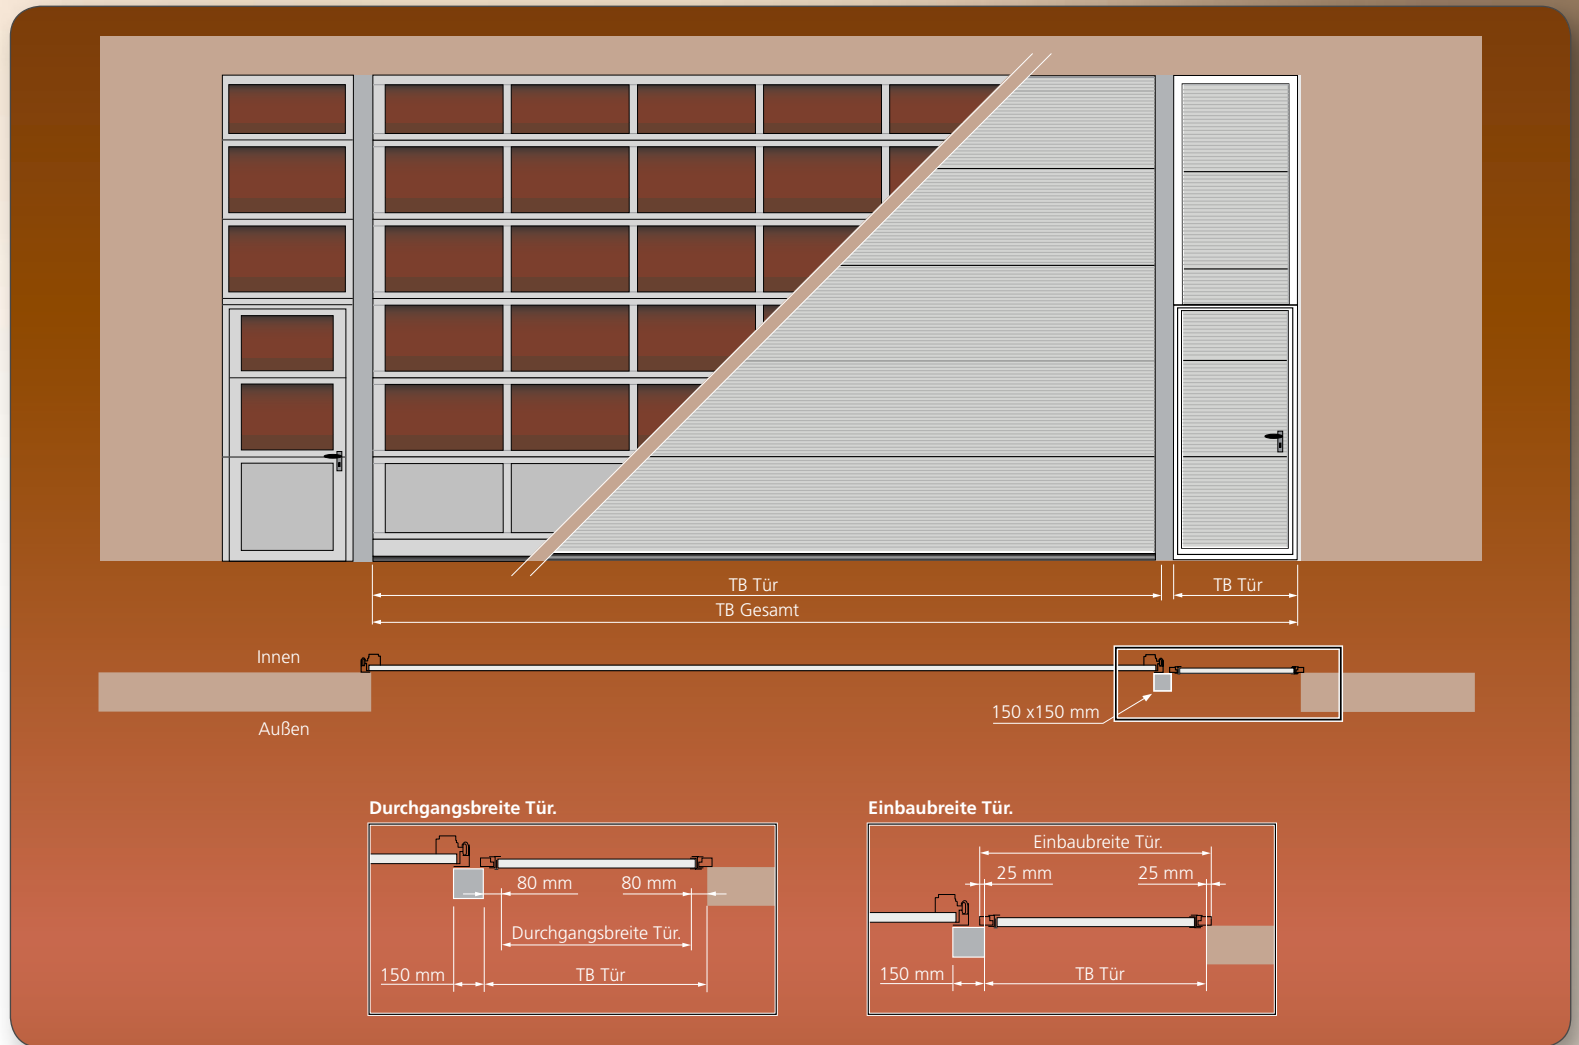 TB Tür
TB Tür
TB Gesamt
Innen
Außen
150 x150 mm
Durchgangsbreite Tür.
80 mm
80 mm
Durchgangsbreite Tür.
150 mm
TB Tür
Einbaubreite Tür.
Einbaubreite Tür.
25 mm
25 mm
150 mm
TB Tür